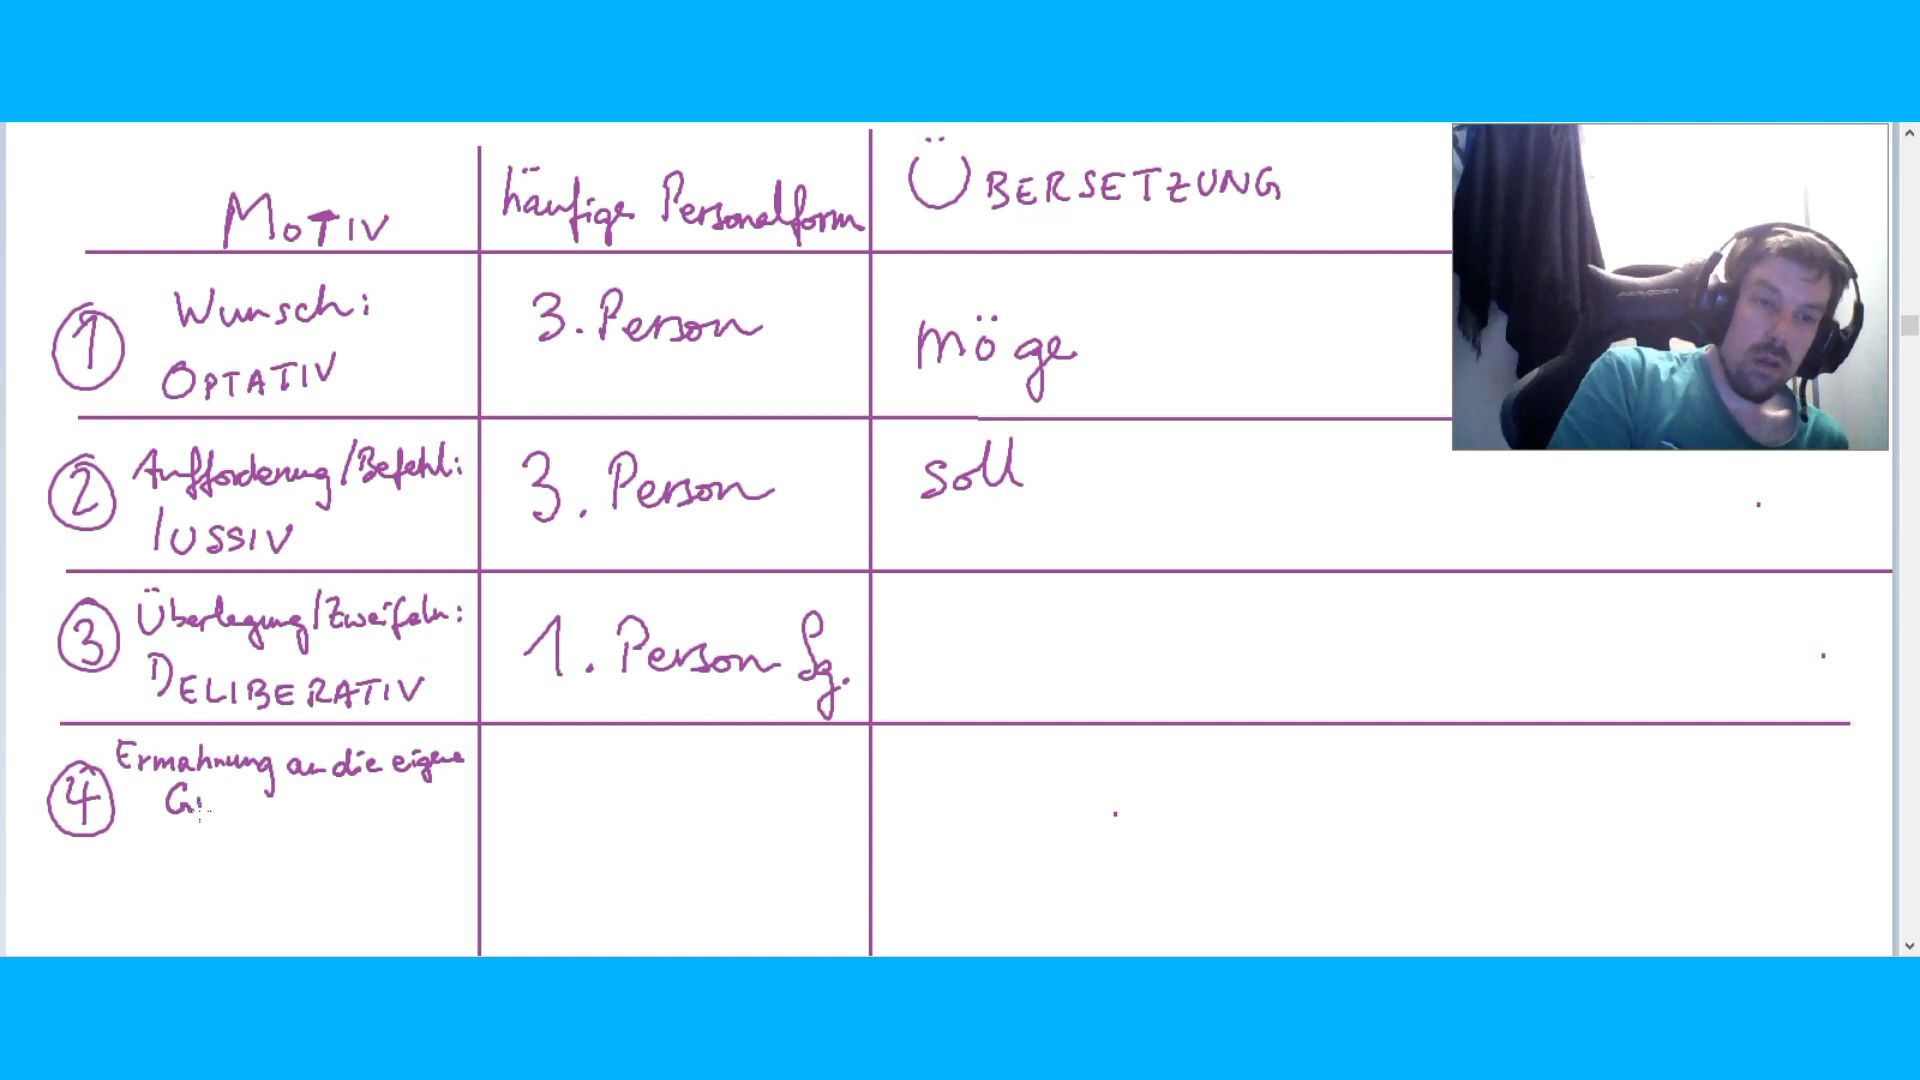 MOTIV
häufige Personalform
ÜBERSETZUNG
1
Wunsch:
OPTATIV
3. Person
möge
2
Aufforderung/Befehl:
IUSSIV
3. Person
soll
3
Überlegung/Zweifeln:
DELIBERATIV
1. Person Sg.
4
Ermahnung an die eigene